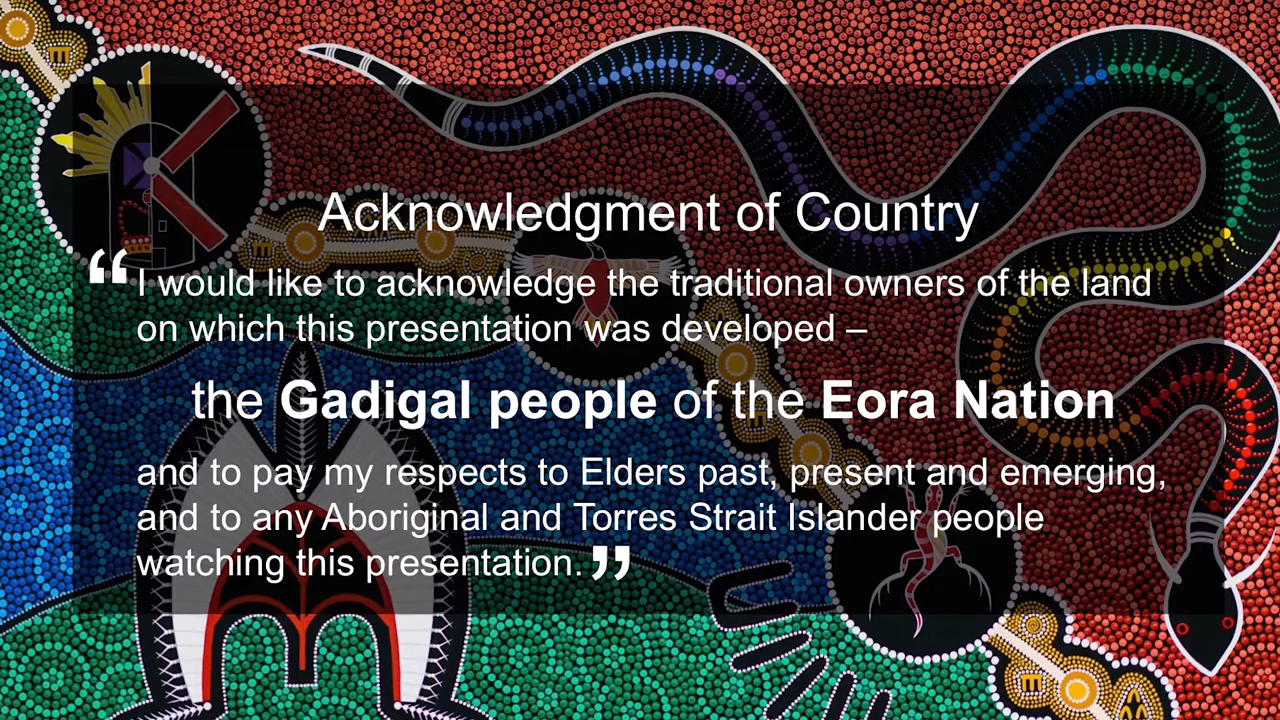 Acknowledgment of Country
“I would like to acknowledge the traditional owners of the land
on which this presentation was developed –
the Gadigal people of the Eora Nation
and to pay my respects to Elders past, present and emerging,
and to any Aboriginal and Torres Strait Islander people
watching this presentation.”